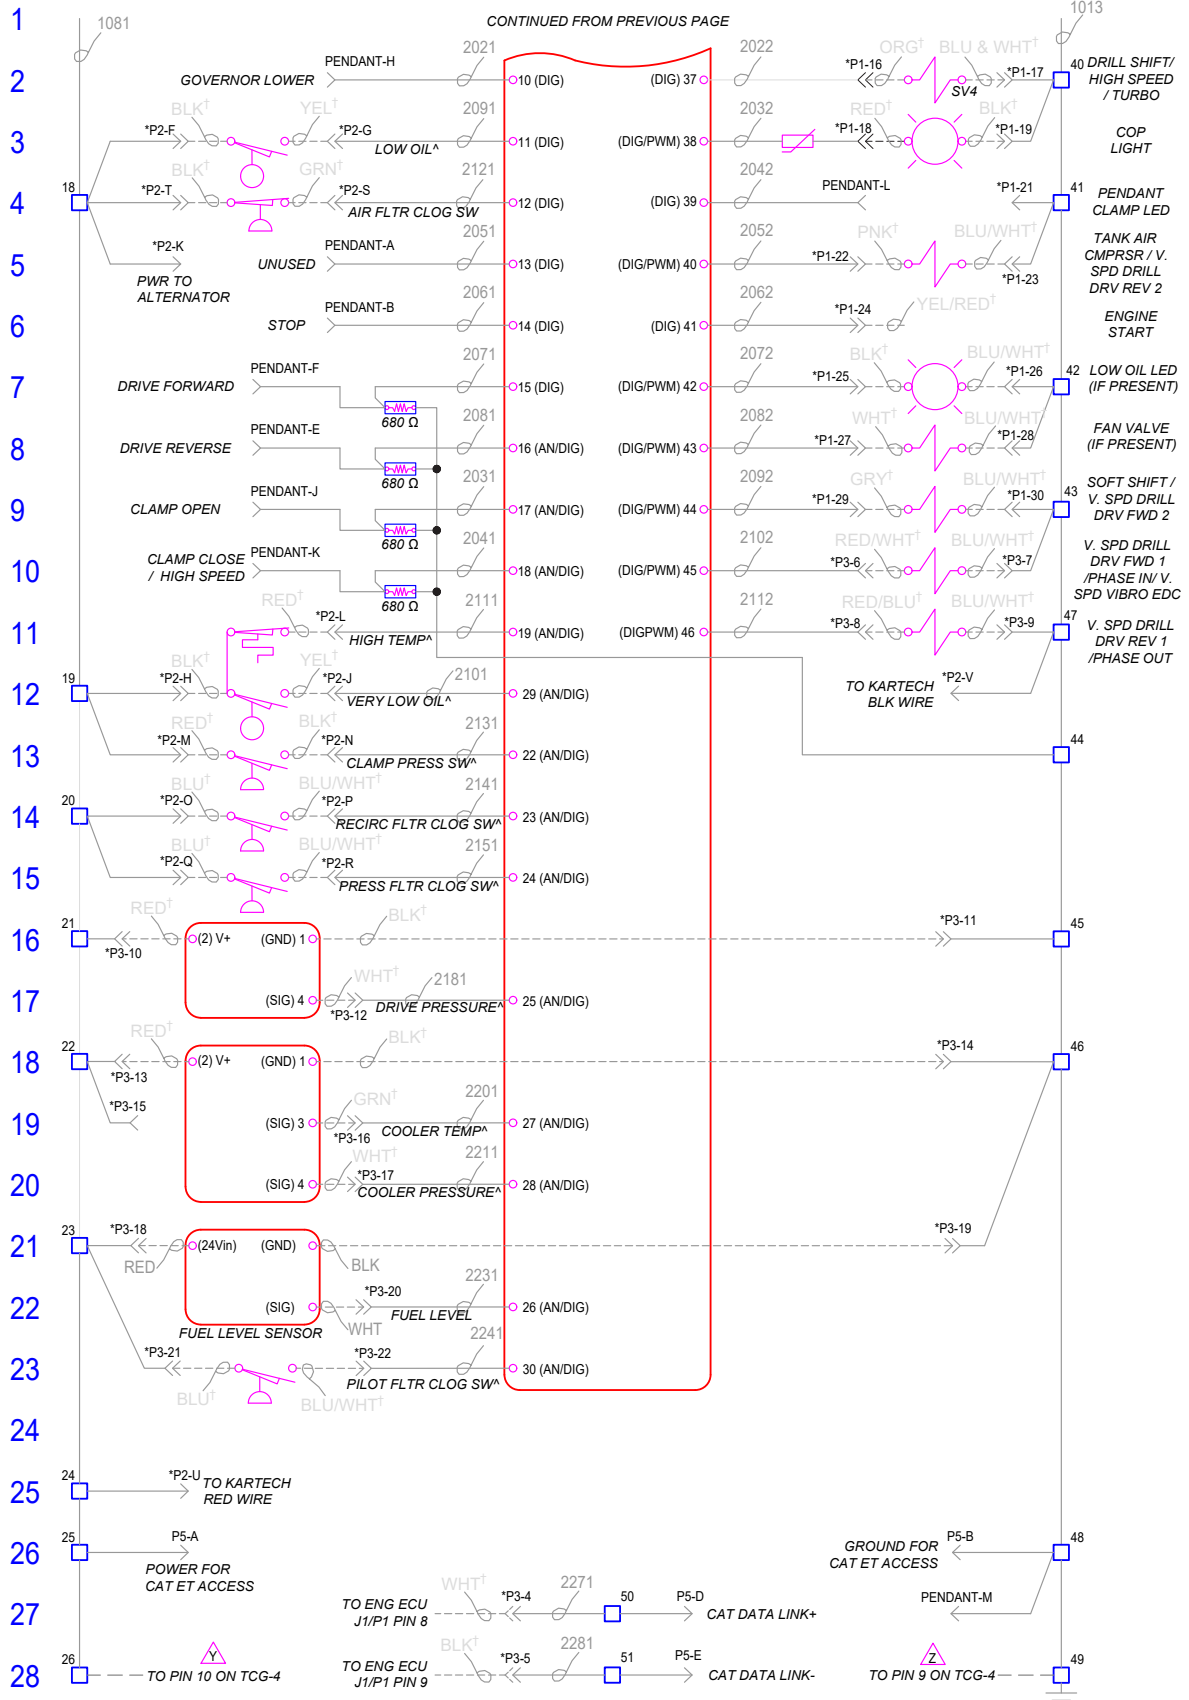 1
1081
CONTINUED FROM PREVIOUS PAGE
1013
2
GOVERNOR LOWER
PENDANT-H
2021
10 (DIG)
(DIG) 37
2022
*P1-16
ORG†
SV4
BLU & WHT†
*P1-17
40
DRILL SHIFT/
HIGH SPEED
/ TURBO
3
*P2-F
BLK†
YEL†
*P2-G
LOW OIL^
2091
11 (DIG)
(DIG/PWM) 38
2032
*P1-18
RED†
BLK†
*P1-19
COP
LIGHT
4
18
*P2-T
BLK†
GRN†
*P2-S
AIR FLTR CLOG SW
2121
12 (DIG)
(DIG) 39
2042
PENDANT-L
*P1-21
41
PENDANT
CLAMP LED
5
*P2-K
PWR TO
ALTERNATOR
UNUSED
PENDANT-A
2051
13 (DIG)
(DIG/PWM) 40
2052
*P1-22
PNK†
BLU/WHT†
*P1-23
TANK AIR
CMPRSR / V.
SPD DRILL
DRV REV 2
6
STOP
PENDANT-B
2061
14 (DIG)
(DIG) 41
2062
*P1-24
YEL/RED†
ENGINE
START
7
DRIVE FORWARD
PENDANT-F
680 Ω
2071
15 (DIG)
(DIG/PWM) 42
2072
*P1-25
BLK†
BLU/WHT†
*P1-26
42
LOW OIL LED
(IF PRESENT)
8
DRIVE REVERSE
PENDANT-E
680 Ω
2081
16 (AN/DIG)
(DIG/PWM) 43
2082
*P1-27
WHT†
BLU/WHT†
*P1-28
FAN VALVE
(IF PRESENT)
9
CLAMP OPEN
PENDANT-J
680 Ω
2031
17 (AN/DIG)
(DIG/PWM) 44
2092
*P1-29
GRY†
BLU/WHT†
*P1-30
43
SOFT SHIFT /
V. SPD DRILL
DRV FWD 2
10
CLAMP CLOSE
/ HIGH SPEED
PENDANT-K
680 Ω
2041
18 (AN/DIG)
(DIG/PWM) 45
2102
*P3-6
RED/WHT†
BLU/WHT†
*P3-7
V. SPD DRILL
DRV FWD 1
/PHASE IN/ V.
SPD VIBRO EDC
11
RED†
*P2-L
HIGH TEMP^
2111
19 (AN/DIG)
(DIGPWM) 46
2112
*P3-8
RED/BLU†
BLU/WHT†
*P3-9
47
V. SPD DRILL
DRV REV 1
/PHASE OUT
12
19
*P2-H
BLK†
YEL†
*P2-J
VERY LOW OIL^
2101
29 (AN/DIG)
TO KARTECH
BLK WIRE
*P2-V
13
*P2-M
RED†
BLK†
*P2-N
CLAMP PRESS SW^
2131
22 (AN/DIG)
44
14
20
*P2-O
BLU†
BLU/WHT†
*P2-P
RECIRC FLTR CLOG SW^
2141
23 (AN/DIG)
15
*P2-Q
BLU†
BLU/WHT†
*P2-R
PRESS FLTR CLOG SW^
2151
24 (AN/DIG)
16
21
*P3-10
RED†
(2) V+
(GND) 1
BLK†
*P3-11
45
17
(SIG) 4
WHT†
*P3-12
DRIVE PRESSURE^
2181
25 (AN/DIG)
18
22
*P3-13
RED†
(2) V+
(GND) 1
BLK†
*P3-14
46
19
*P3-15
(SIG) 3
GRN†
*P3-16
COOLER TEMP^
2201
27 (AN/DIG)
20
(SIG) 4
WHT†
*P3-17
COOLER PRESSURE^
2211
28 (AN/DIG)
21
23
*P3-18
RED
(24Vin)
(GND)
BLK
*P3-19
22
(SIG)
WHT
*P3-20
FUEL LEVEL
2231
26 (AN/DIG)
FUEL LEVEL SENSOR
23
*P3-21
BLU†
BLU/WHT†
*P3-22
PILOT FLTR CLOG SW^
2241
30 (AN/DIG)
24
25
24
*P2-U
TO KARTECH
RED WIRE
26
25
P5-A
POWER FOR
CAT ET ACCESS
GROUND FOR
CAT ET ACCESS
P5-B
48
27
TO ENG ECU
J1/P1 PIN 8
WHT†
*P3-4
2271
50
P5-D
CAT DATA LINK+
PENDANT-M
28
26
Y
TO PIN 10 ON TCG-4
TO ENG ECU
J1/P1 PIN 9
BLK†
*P3-5
2281
51
P5-E
CAT DATA LINK-
Z
TO PIN 9 ON TCG-4
49